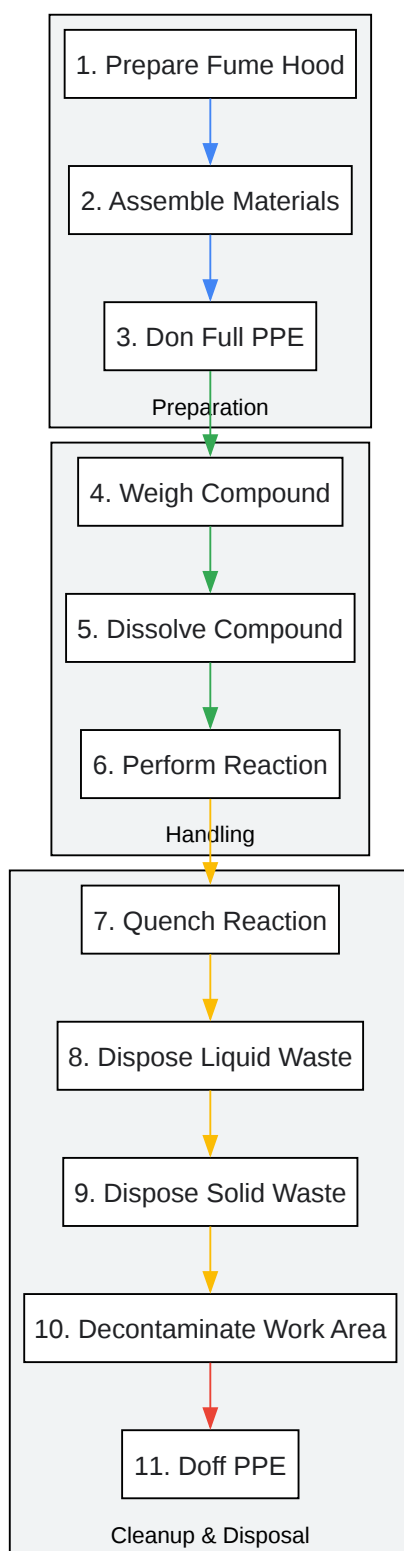 1. Prepare Fume Hood
2. Assemble Materials
3. Don Full PPE
Preparation
4. Weigh Compound
5. Dissolve Compound
6. Perform Reaction
Handling
7. Quench Reaction
8. Dispose Liquid Waste
9. Dispose Solid Waste
10. Decontaminate Work Area
11. Doff PPE
Cleanup & Disposal